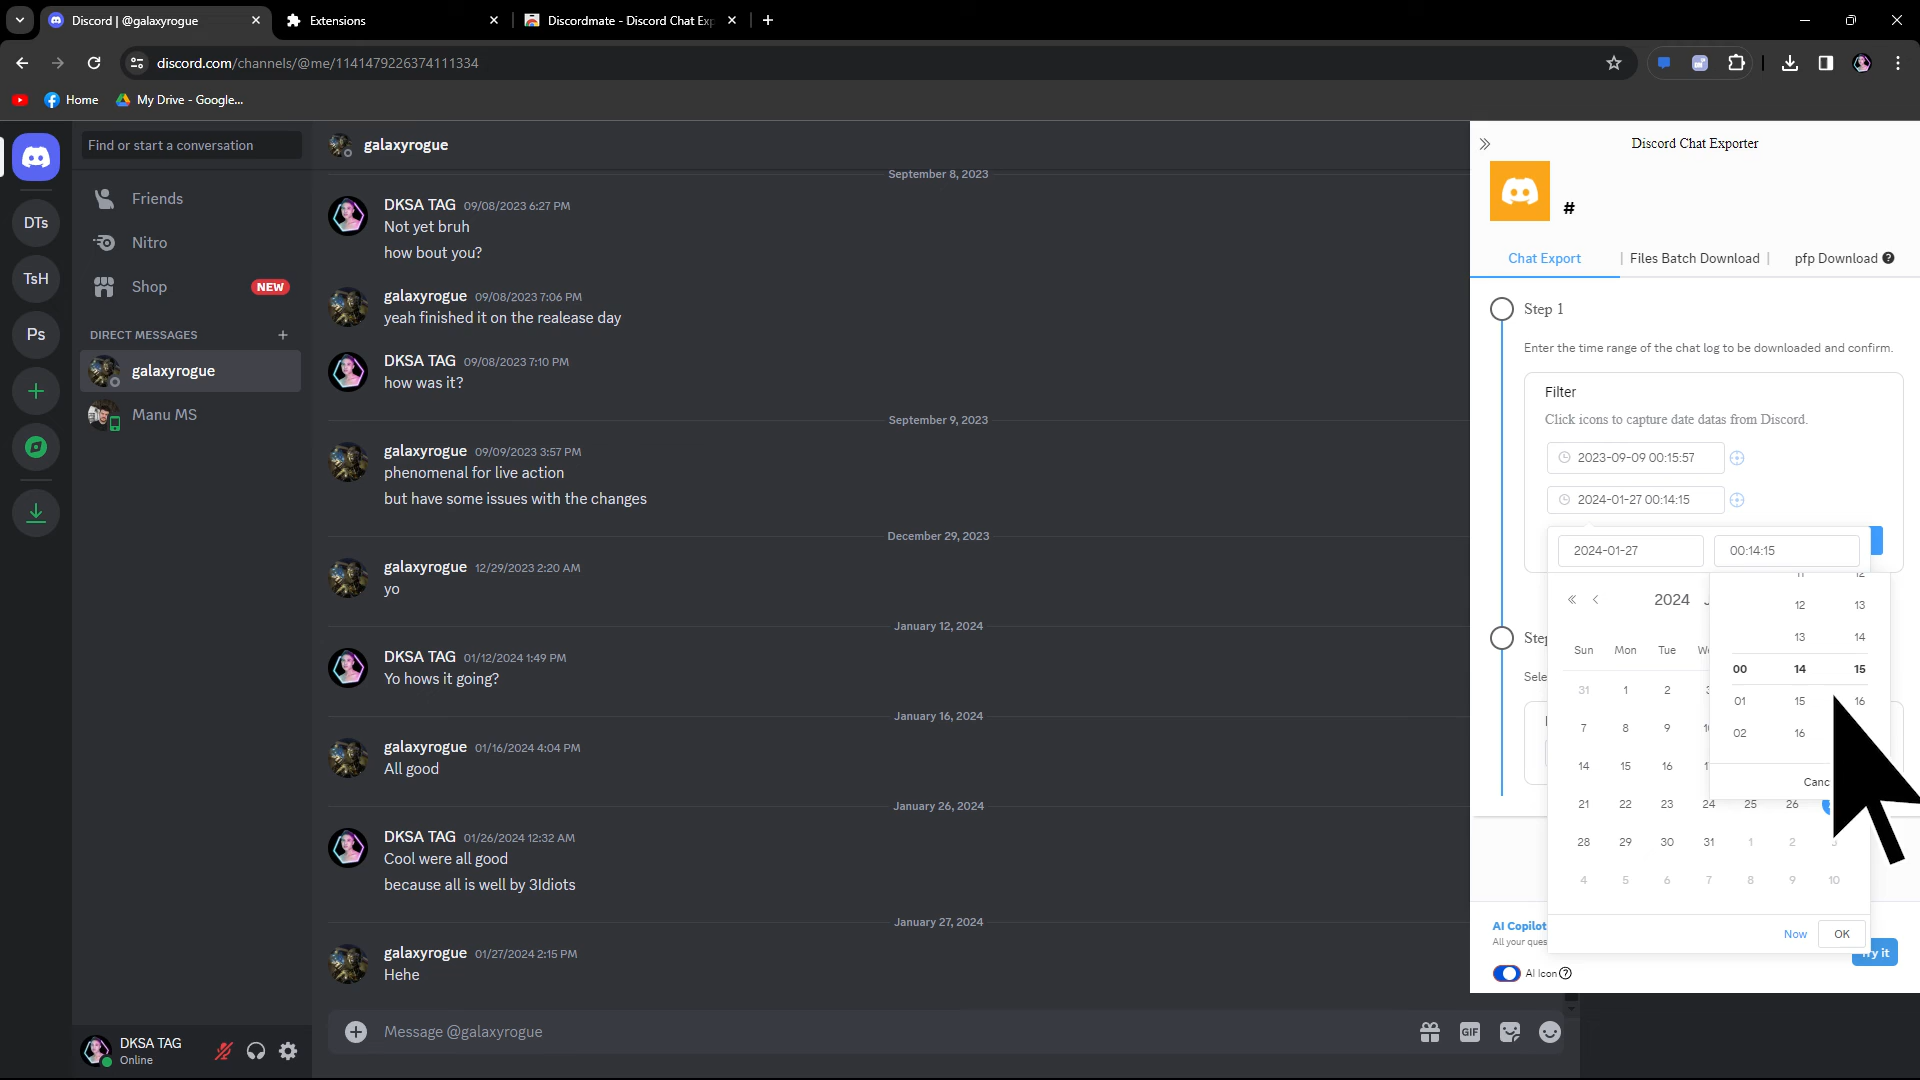 Discord | @galaxyrogue
Extensions
Discordmate - Discord Chat Exp
discord.com/channels/@me/1141479226374111334
Home
My Drive - Google...
Find or start a conversation
DTs
TsH
Ps
Friends
Nitro
Shop
NEW
DIRECT MESSAGES
galaxyrogue
Manu MS
DKSA TAG
Online
galaxyrogue
September 8, 2023
DKSA TAG 09/08/2023 6:27 PM
Not yet bruh
how bout you?
galaxyrogue 09/08/2023 7:06 PM
yeah finished it on the realease day
DKSA TAG 09/08/2023 7:10 PM
how was it?
September 9, 2023
galaxyrogue 09/09/2023 3:57 PM
phenomenal for live action
but have some issues with the changes
December 29, 2023
galaxyrogue 12/29/2023 2:20 AM
yo
January 12, 2024
DKSA TAG 01/12/2024 1:49 PM
Yo hows it going?
January 16, 2024
galaxyrogue 01/16/2024 4:04 PM
All good
January 26, 2024
DKSA TAG 01/26/2024 12:32 AM
Cool were all good
because all is well by 3Idiots
January 27, 2024
galaxyrogue 01/27/2024 2:15 PM
Hehe
Message @galaxyrogue
GIF
Discord Chat Exporter
#
Chat Export | Files Batch Download | pfp Download ?
Step 1
Enter the time range of the chat log to be downloaded and confirm.
Filter
Click icons to capture date datas from Discord.
2023-09-09 00:15:57
2024-01-27 00:14:15
2024-01-27 00:14:15
2024
Sun Mon Tue
31 1 2
7 8 9
14 15 16
21 22 23 24 25 26
28 29 30 31 1 2 3
4 5 6 7 8 9 10
11 12
12 13
13 14
00 14 15
01 15 16
02 16
Canc
Now OK
Step
Sele
AI Copilot
All your ques
Try it
AI Icon ?